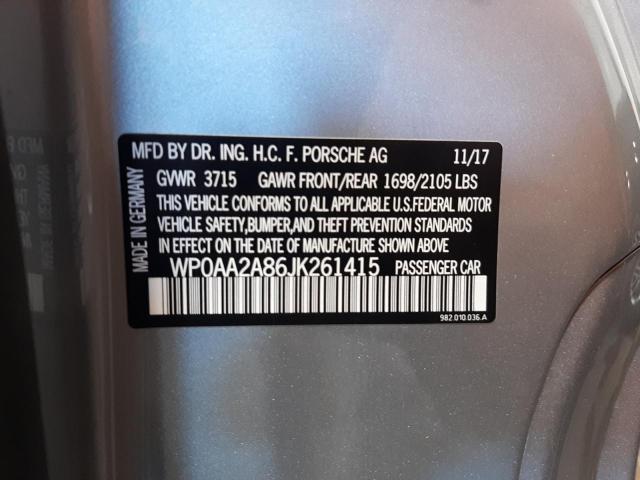 MADE IN GERMANY
MFD BY DR. ING. H.C. F. PORSCHE AG 11/17
GVWR 3715 GAWR FRONT/REAR 1698/2105 LBS
THIS VEHICLE CONFORMS TO ALL APPLICABLE U.S.FEDERAL MOTOR
VEHICLE SAFETY,BUMPER,AND THEFT PREVENTION STANDARDS
IN EFFECT ON THE DATE OF MANUFACTURE SHOWN ABOVE.
WP0AA2A86JK261415 PASSENGER CAR
982.010.036.A